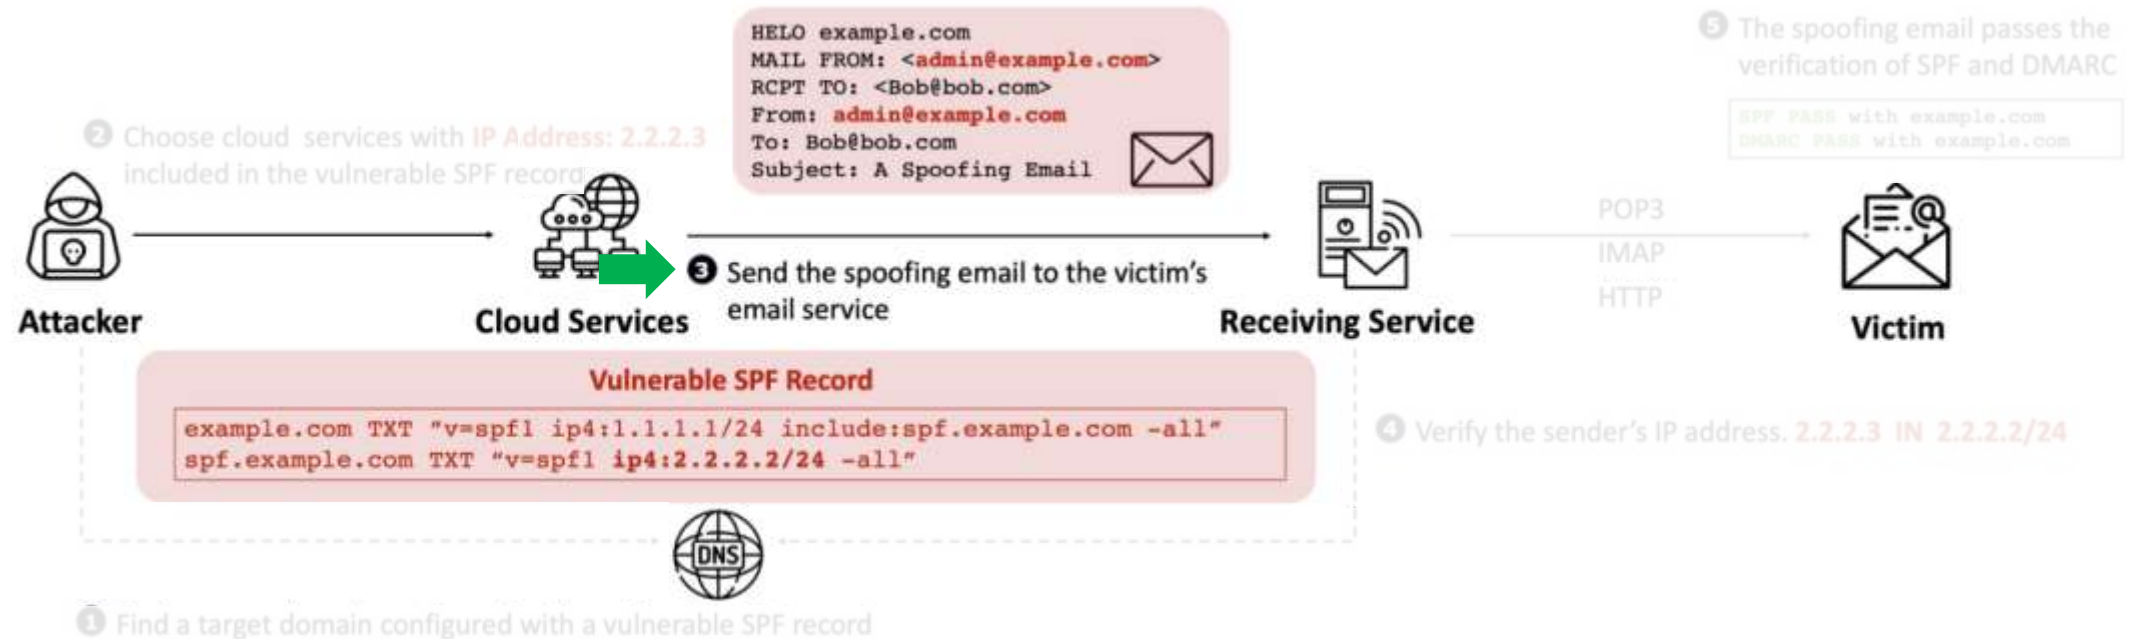 HELO example.com
MAIL FROM: <admin@example.com>
RCPT TO: <Bob@bob.com>
From: admin@example.com
To: Bob@bob.com
Subject: A Spoofing Email
❺ The spoofing email passes the
verification of SPF and DMARC
SPF PASS with example.com
DMARC PASS with example.com
❷ Choose cloud services with IP Address: 2.2.2.3
included in the vulnerable SPF record
POP3
IMAP
HTTP
❸ Send the spoofing email to the victim's
email service
Attacker
Cloud Services
Receiving Service
Victim
Vulnerable SPF Record
example.com TXT "v=spf1 ip4:1.1.1.1/24 include:spf.example.com -all"
spf.example.com TXT "v=spf1 ip4:2.2.2.2/24 -all"
❹ Verify the sender's IP address. 2.2.2.3 IN 2.2.2.2/24
DNS
❶ Find a target domain configured with a vulnerable SPF record